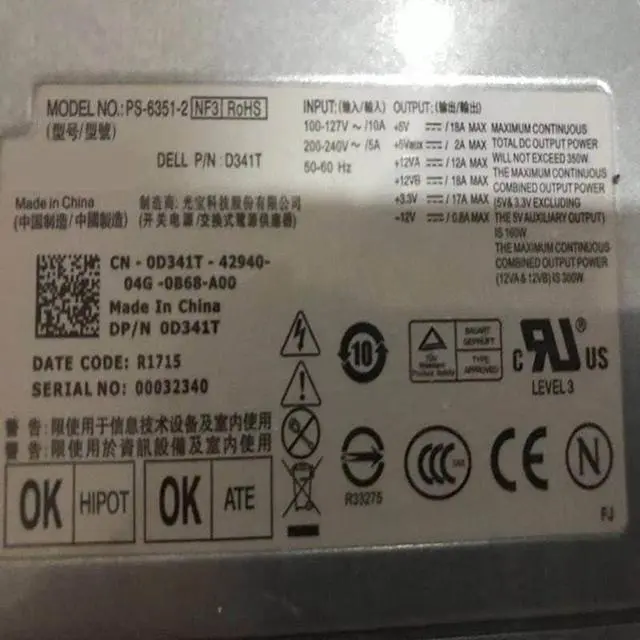 MODEL NO.: PS-6351-2 NF3 RoHS
(型号/型號)
DELL P/N: D341T
INPUT: (输入/輸入)
100-127V ～ /10A
200-240V ～ /5A
50-60 Hz
OUTPUT: (输出/輸出)
+5V /18A MAX
+5Vaux /2A MAX
+12VA /12A MAX
+12VB /18A MAX
+3.3V /17A MAX
-12V /0.8A MAX
MAXIMUM CONTINUOUS
TOTAL DC OUTPUT POWER
WILL NOT EXCEED 350W.
THE MAXIMUM CONTINUOUS
COMBINED OUTPUT POWER
(5V& 3.3V EXCLUDING
THE 5V AUXILIARY OUTPUT)
IS 160W
THE MAXIMUM CONTINUOUS
COMBINED OUTPUT POWER
(12VA & 12VB) IS 300W.
Made in China
(中国制造/中國製造)
制造商: 光宝科技股份有限公司
(开关电源/交換式電源供應器)
CN - 0D341T - 42940-
04G -0B68-A00
Made In China
DP/N 0D341T
DATE CODE: R1715
SERIAL NO: 00032340
警告: 限使用于信息技术设备及室内使用
警告: 限使用於資訊設備及室內使用
OK HIPOT
OK ATE
10
BAUART
GEPRÜFT
TYPE
APPROVED
C UR ® US
LEVEL 3
R33275
CCC
CE
N
FJ